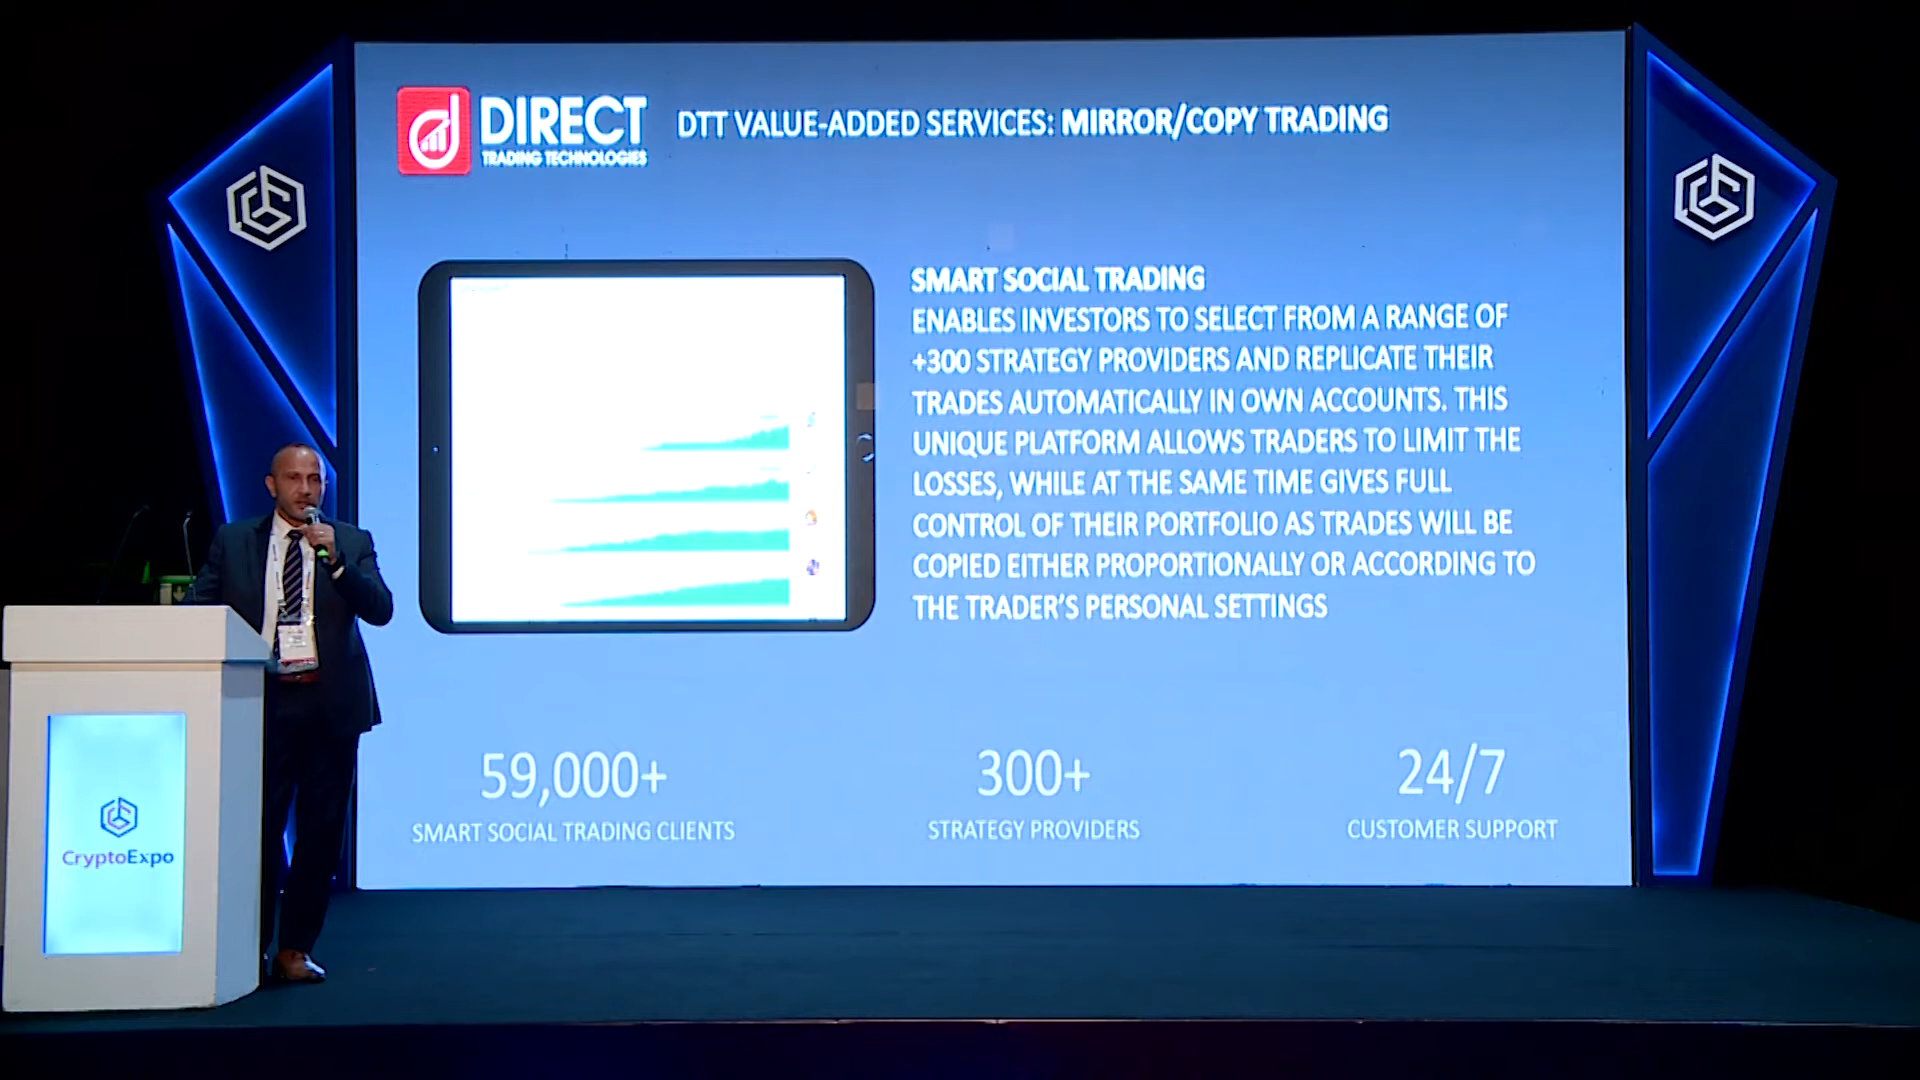 DIRECT
TRADING TECHNOLOGIES
DTT VALUE-ADDED SERVICES: MIRROR/COPY TRADING
SMART SOCIAL TRADING
ENABLES INVESTORS TO SELECT FROM A RANGE OF
+300 STRATEGY PROVIDERS AND REPLICATE THEIR
TRADES AUTOMATICALLY IN OWN ACCOUNTS. THIS
UNIQUE PLATFORM ALLOWS TRADERS TO LIMIT THE
LOSSES, WHILE AT THE SAME TIME GIVES FULL
CONTROL OF THEIR PORTFOLIO AS TRADES WILL BE
COPIED EITHER PROPORTIONALLY OR ACCORDING TO
THE TRADER'S PERSONAL SETTINGS
59,000+
SMART SOCIAL TRADING CLIENTS
300+
STRATEGY PROVIDERS
24/7
CUSTOMER SUPPORT
CryptoExpo